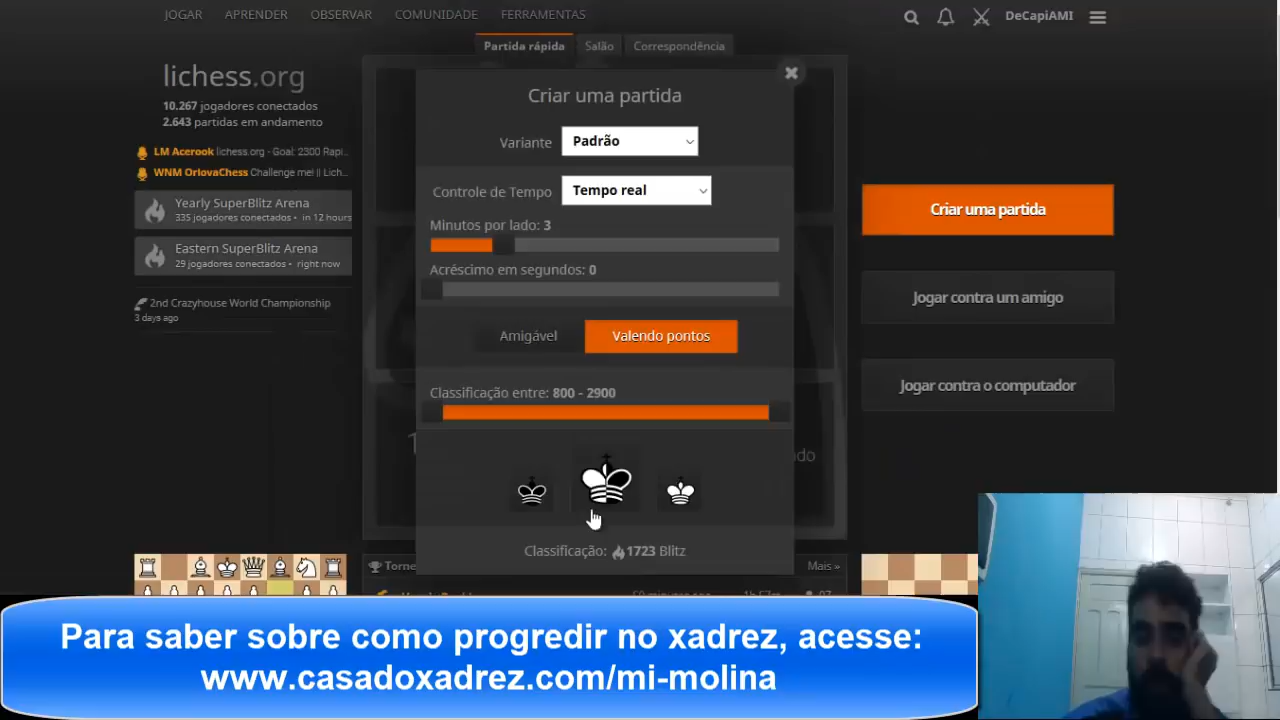 JOGAR APRENDER OBSERVAR COMUNIDADE FERRAMENTAS
DeCapiAMI
Partida rápida Salão Correspondência
lichess.org
10.267 jogadores conectados
2.643 partidas em andamento
LM Acerook lichess.org - Goal: 2300 Rapi..
WNM OrlovaChess Challenge me! || Lich..
Yearly SuperBlitz Arena
335 jogadores conectados • in 12 hours
Eastern SuperBlitz Arena
29 jogadores conectados • right now
2nd Crazyhouse World Championship
3 days ago
Criar uma partida
Variante Padrão
Controle de Tempo Tempo real
Minutos por lado: 3
Acréscimo em segundos: 0
Amigável Valendo pontos
Classificação entre: 800 - 2900
Classificação: 1723 Blitz
Criar uma partida
Jogar contra um amigo
Jogar contra o computador
Mais »
Para saber sobre como progredir no xadrez, acesse:
www.casadoxadrez.com/mi-molina